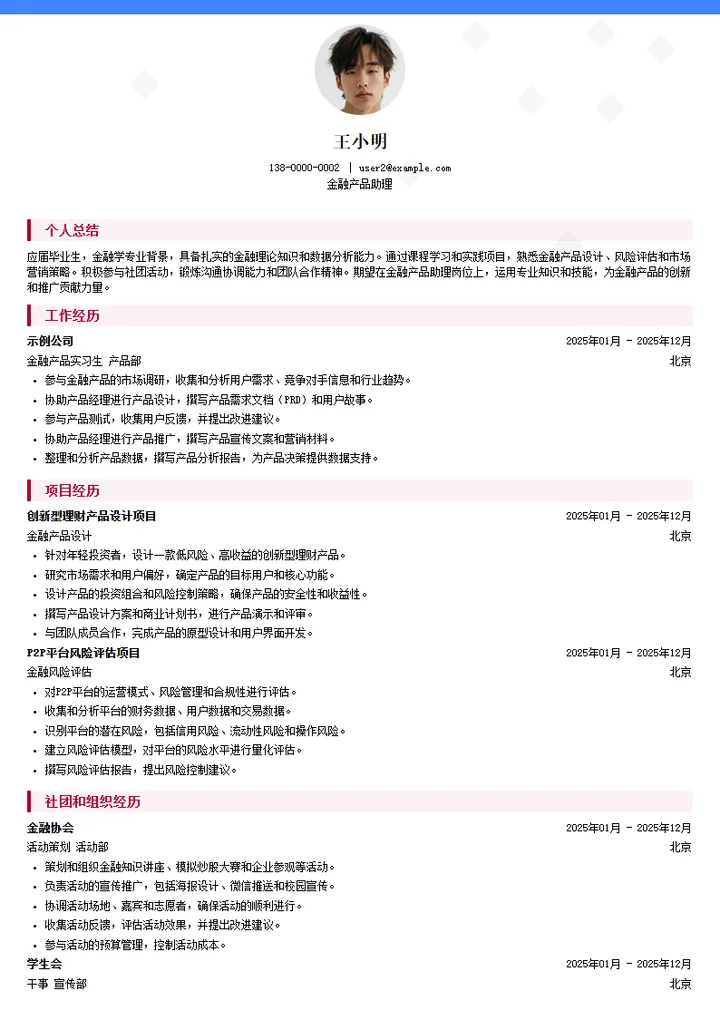 王小明
138-0000-0002 | user2@example.com
金融产品助理
个人总结
应届毕业生，金融学专业背景，具备扎实的金融理论知识和数据分析能力。通过课程学习和实践项目，熟悉金融产品设计、风险评估和市场
营销策略。积极参与社团活动，锻炼沟通协调能力和团队合作精神。期望在金融产品助理岗位上，运用专业知识和技能，为金融产品的创新
和推广贡献力量。
工作经历
示例公司 2025年01月 - 2025年12月
金融产品实习生 产品部 北京
• 参与金融产品的市场调研，收集和分析用户需求、竞争对手信息和行业趋势。
• 协助产品经理进行产品设计，撰写产品需求文档（PRD）和用户故事。
• 参与产品测试，收集用户反馈，并提出改进建议。
• 协助产品经理进行产品推广，撰写产品宣传文案和营销材料。
• 整理和分析产品数据，撰写产品分析报告，为产品决策提供数据支持。
项目经历
创新型理财产品设计项目 2025年01月 - 2025年12月
金融产品设计 北京
• 针对年轻投资者，设计一款低风险、高收益的创新型理财产品。
• 研究市场需求和用户偏好，确定产品的目标用户和核心功能。
• 设计产品的投资组合和风险控制策略，确保产品的安全性和收益性。
• 撰写产品设计方案和商业计划书，进行产品演示和评审。
• 与团队成员合作，完成产品的原型设计和用户界面开发。
P2P平台风险评估项目 2025年01月 - 2025年12月
金融风险评估 北京
• 对P2P平台的运营模式、风险管理和合规性进行评估。
• 收集和分析平台的财务数据、用户数据和交易数据。
• 识别平台的潜在风险，包括信用风险、流动性风险和操作风险。
• 建立风险评估模型，对平台的风险水平进行量化评估。
• 撰写风险评估报告，提出风险控制建议。
社团和组织经历
金融协会 2025年01月 - 2025年12月
活动策划 活动部 北京
• 策划和组织金融知识讲座、模拟炒股大赛和企业参观等活动。
• 负责活动的宣传推广，包括海报设计、微信推送和校园宣传。
• 协调活动场地、嘉宾和志愿者，确保活动的顺利进行。
• 收集活动反馈，评估活动效果，并提出改进建议。
• 参与活动的预算管理，控制活动成本。
学生会 2025年01月 - 2025年12月
干事 宣传部 北京